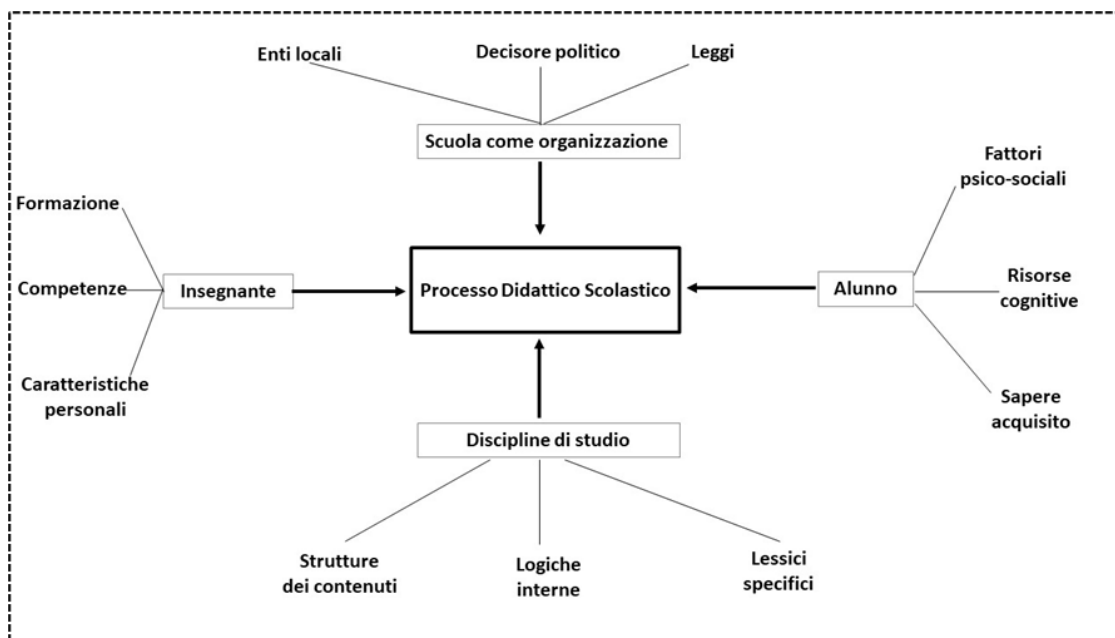 Enti locali
Decisore politico
Leggi
Scuola come organizzazione
Fattori
psico-sociali
Formazione
Competenze
Insegnante
Processo Didattico Scolastico
Alunno
Risorse
cognitive
Caratteristiche
personali
Sapere
acquisito
Discipline di studio
Strutture
dei contenuti
Logiche
interne
Lessici
specifici